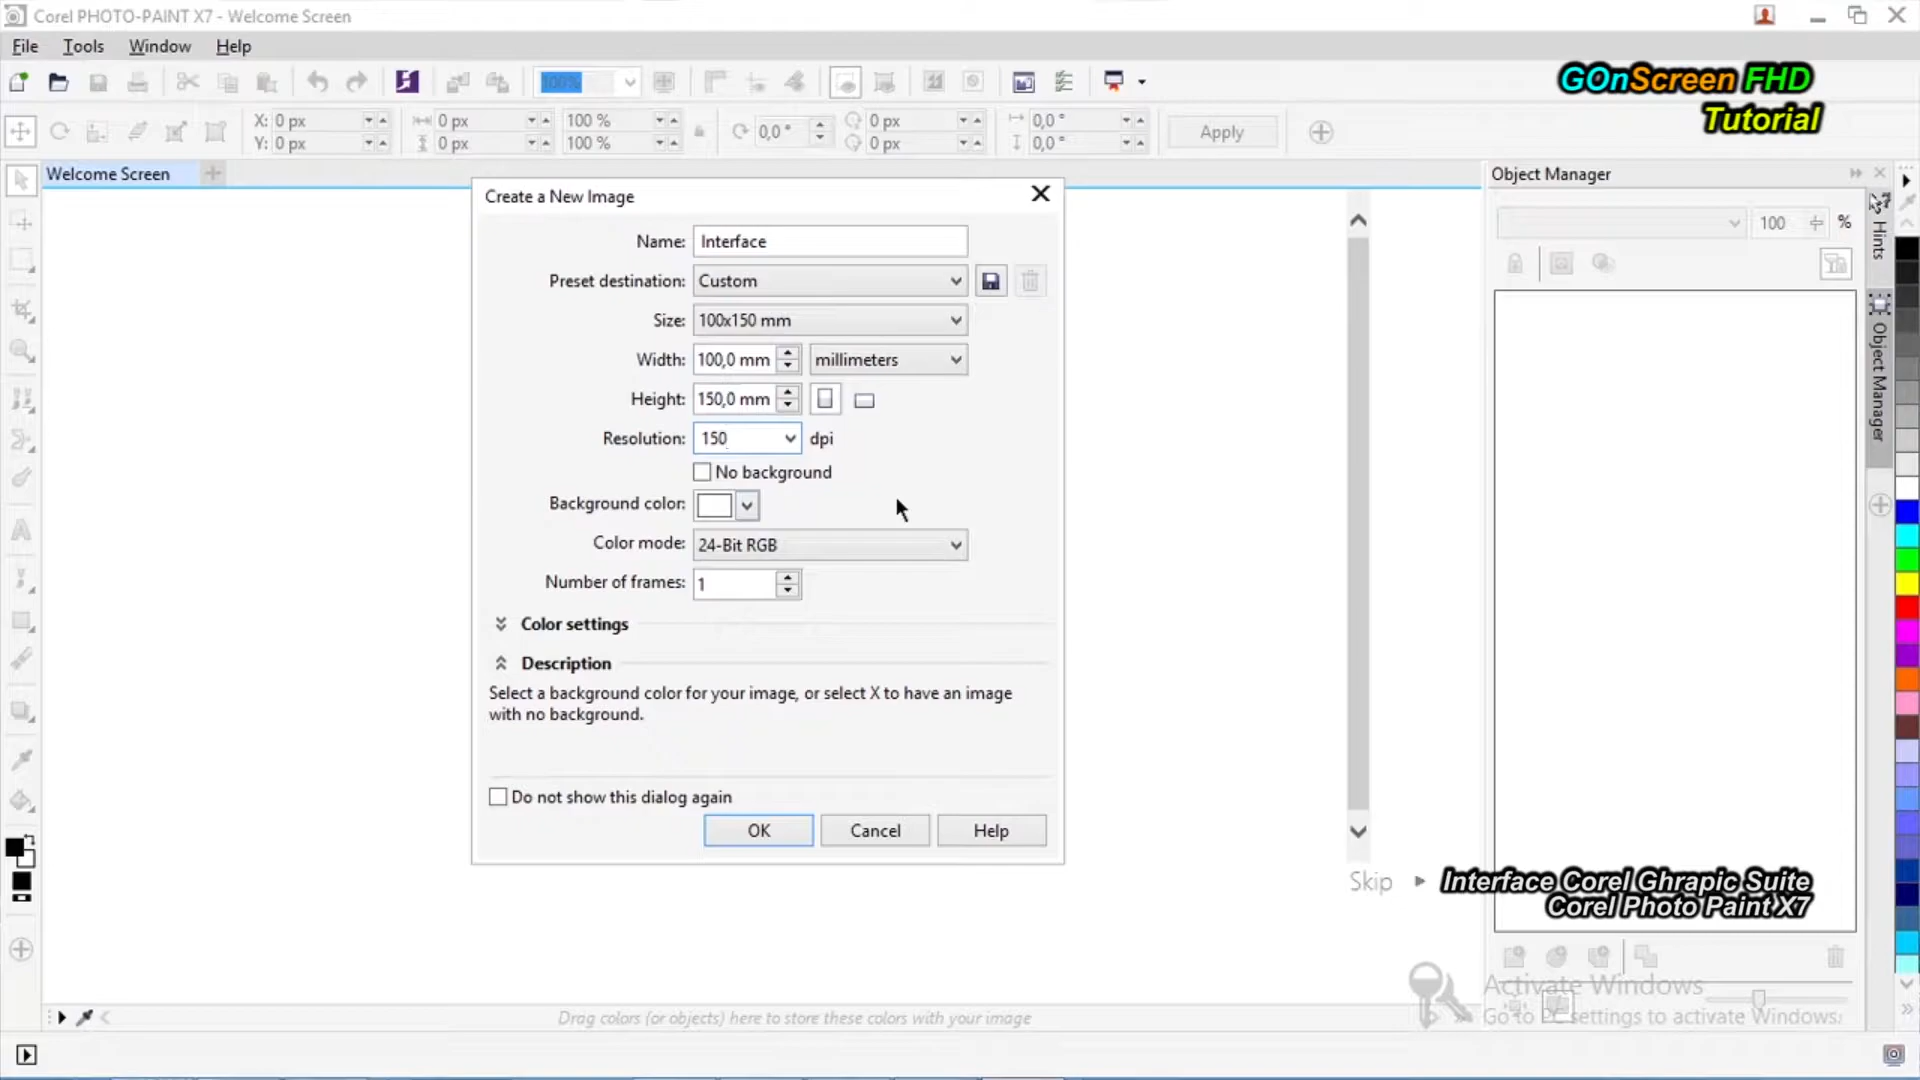 Corel PHOTO-PAINT X7 - Welcome Screen
File Tools Window Help
100%
GOnScreen FHD
Tutorial
X: 0 px 0 px 100 % 0,0 ° 0 px 0,0 ° Apply
Y: 0 px 0 px 100 % 0 px 0,0 °
Welcome Screen
Object Manager
Create a New Image
Name: Interface
Preset destination: Custom
Size: 100x150 mm
Width: 100,0 mm millimeters
Height: 150,0 mm
Resolution: 150 dpi
No background
Background color:
Color mode: 24-Bit RGB
Number of frames: 1
Color settings
Description
Select a background color for your image, or select X to have an image
with no background.
Do not show this dialog again
OK Cancel Help
100 %
Hints
Object Manager
Skip
Interface Corel Ghrapic Suite
Corel Photo Paint X7
Activate Windows
Go to PC settings to activate Windows.
Drag colors (or objects) here to store these colors with your image